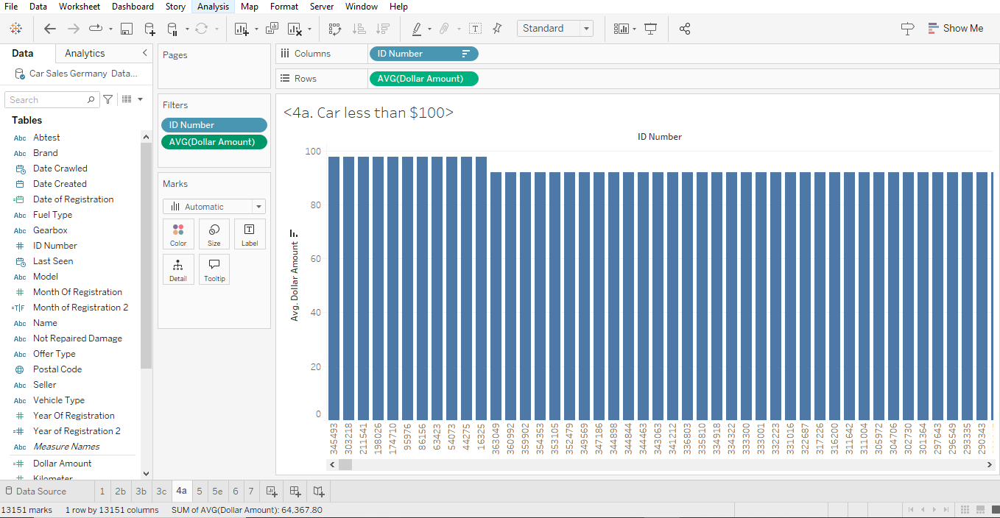 File Data Worksheet Dashboard Story Analysis Map Format Server Window Help
Standard
Show Me
Data Analytics
Car Sales Germany Data...
Search
Tables
Abc Abtest
Abc Brand
Date Crawled
Date Created
Date of Registration
Abc Fuel Type
Abc Gearbox
ID Number
Last Seen
Abc Model
Month Of Registration
=T|F Month of Registration 2
Abc Name
Abc Not Repaired Damage
Abc Offer Type
Postal Code
Abc Seller
Abc Vehicle Type
# Year Of Registration
=# Year of Registration 2
Abc Measure Names
=# Dollar Amount
# Kilometer
Pages
Filters
ID Number
AVG(Dollar Amount)
Marks
Automatic
Color Size Label
Detail Tooltip
Columns ID Number
Rows AVG(Dollar Amount)
<4a. Car less than $100>
ID Number
100
80
60
40
20
0
Avg. Dollar Amount
345493 303218 211541 198026 174710 95976 86156 63423 54073 44275 16325 363049 360992 359902 354353 353105 352479 349569 347186 344898 344844 344463 343063 341212 336803 335810 334918 334322 333300 333001 332223 331016 322687 317226 316200 311642 311004 305972 304706 302730 301364 297643 296549 293335 290343
Data Source 1 2b 3b 3c 4a 5 5e 6 7
13151 marks 1 row by 13151 columns SUM of AVG(Dollar Amount): 64,367.80